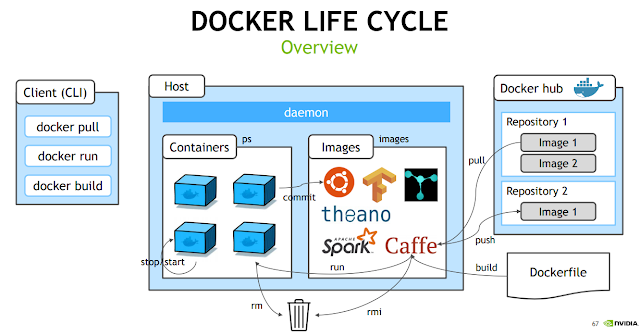 DOCKER LIFE CYCLE
Overview
Client (CLI)
docker pull
docker run
docker build
Host
daemon
Containers
ps
Images
images
commit
theano
APACHE
Spark
Caffe
stop/start
run
rm
rmi
Docker hub
Repository 1
Image 1
Image 2
Repository 2
Image 1
pull
push
build
Dockerfile
67
NVIDIA.